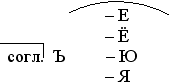 – Е
– Ё
согл. Ъ – Ю
– Я